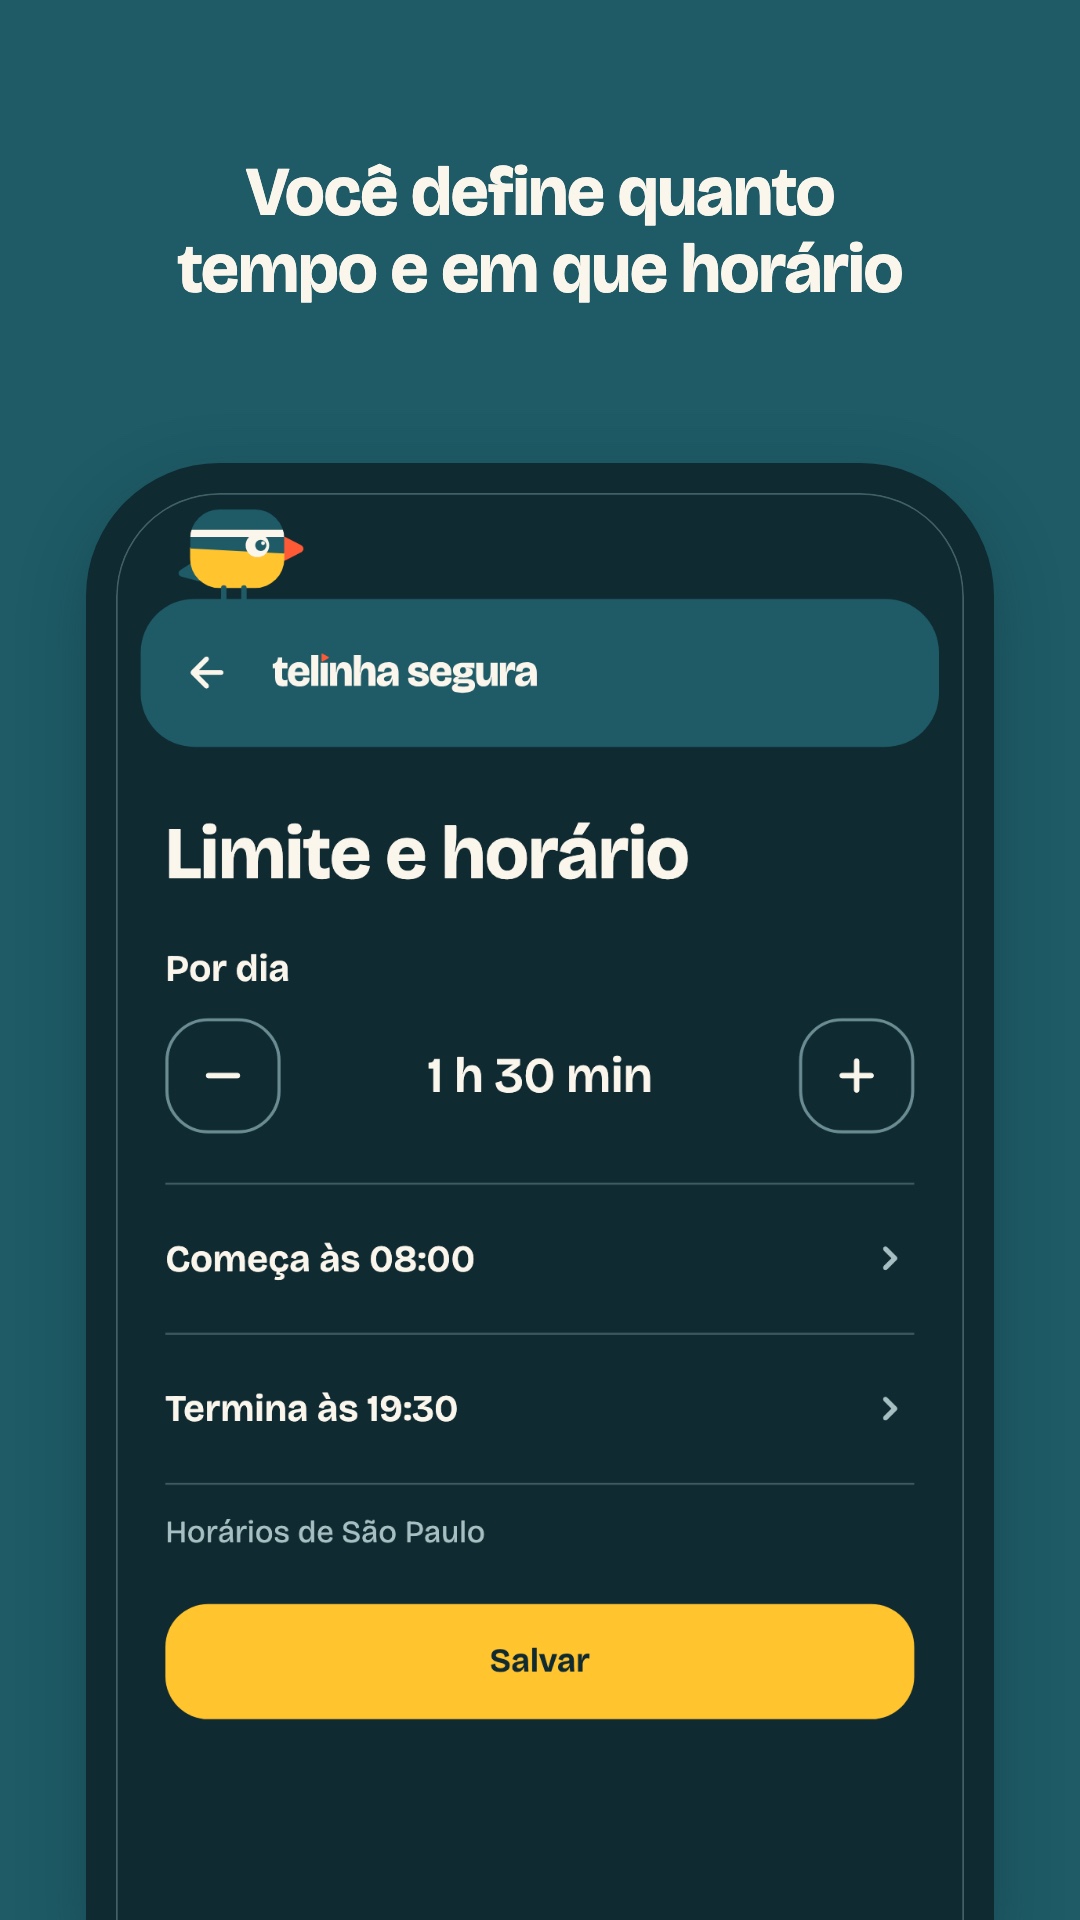 Você define quanto
tempo e em que horário
telinha segura
Limite e horário
Por dia
1 h 30 min
Começa às 08:00
Termina às 19:30
Horários de São Paulo
Salvar